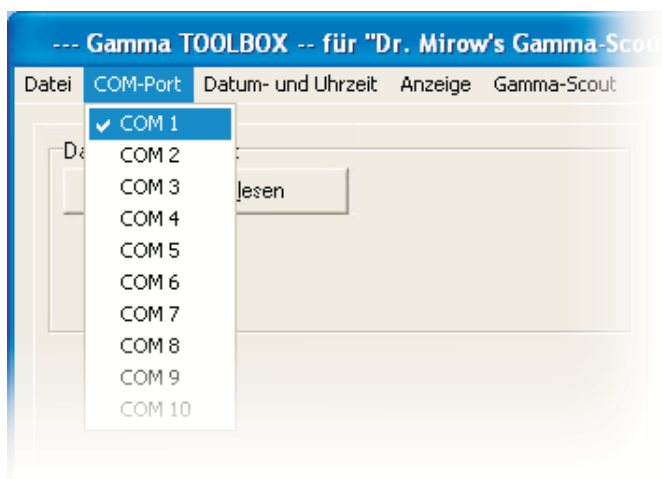 --- Gamma TOOLBOX -- für "Dr. Mirow's Gamma-Scou
Datei COM-Port Datum- und Uhrzeit Anzeige Gamma-Scout
COM 1
Da
COM 2
COM 3
lesen
COM 4
COM 5
COM 6
COM 7
COM 8
COM 9
COM 10